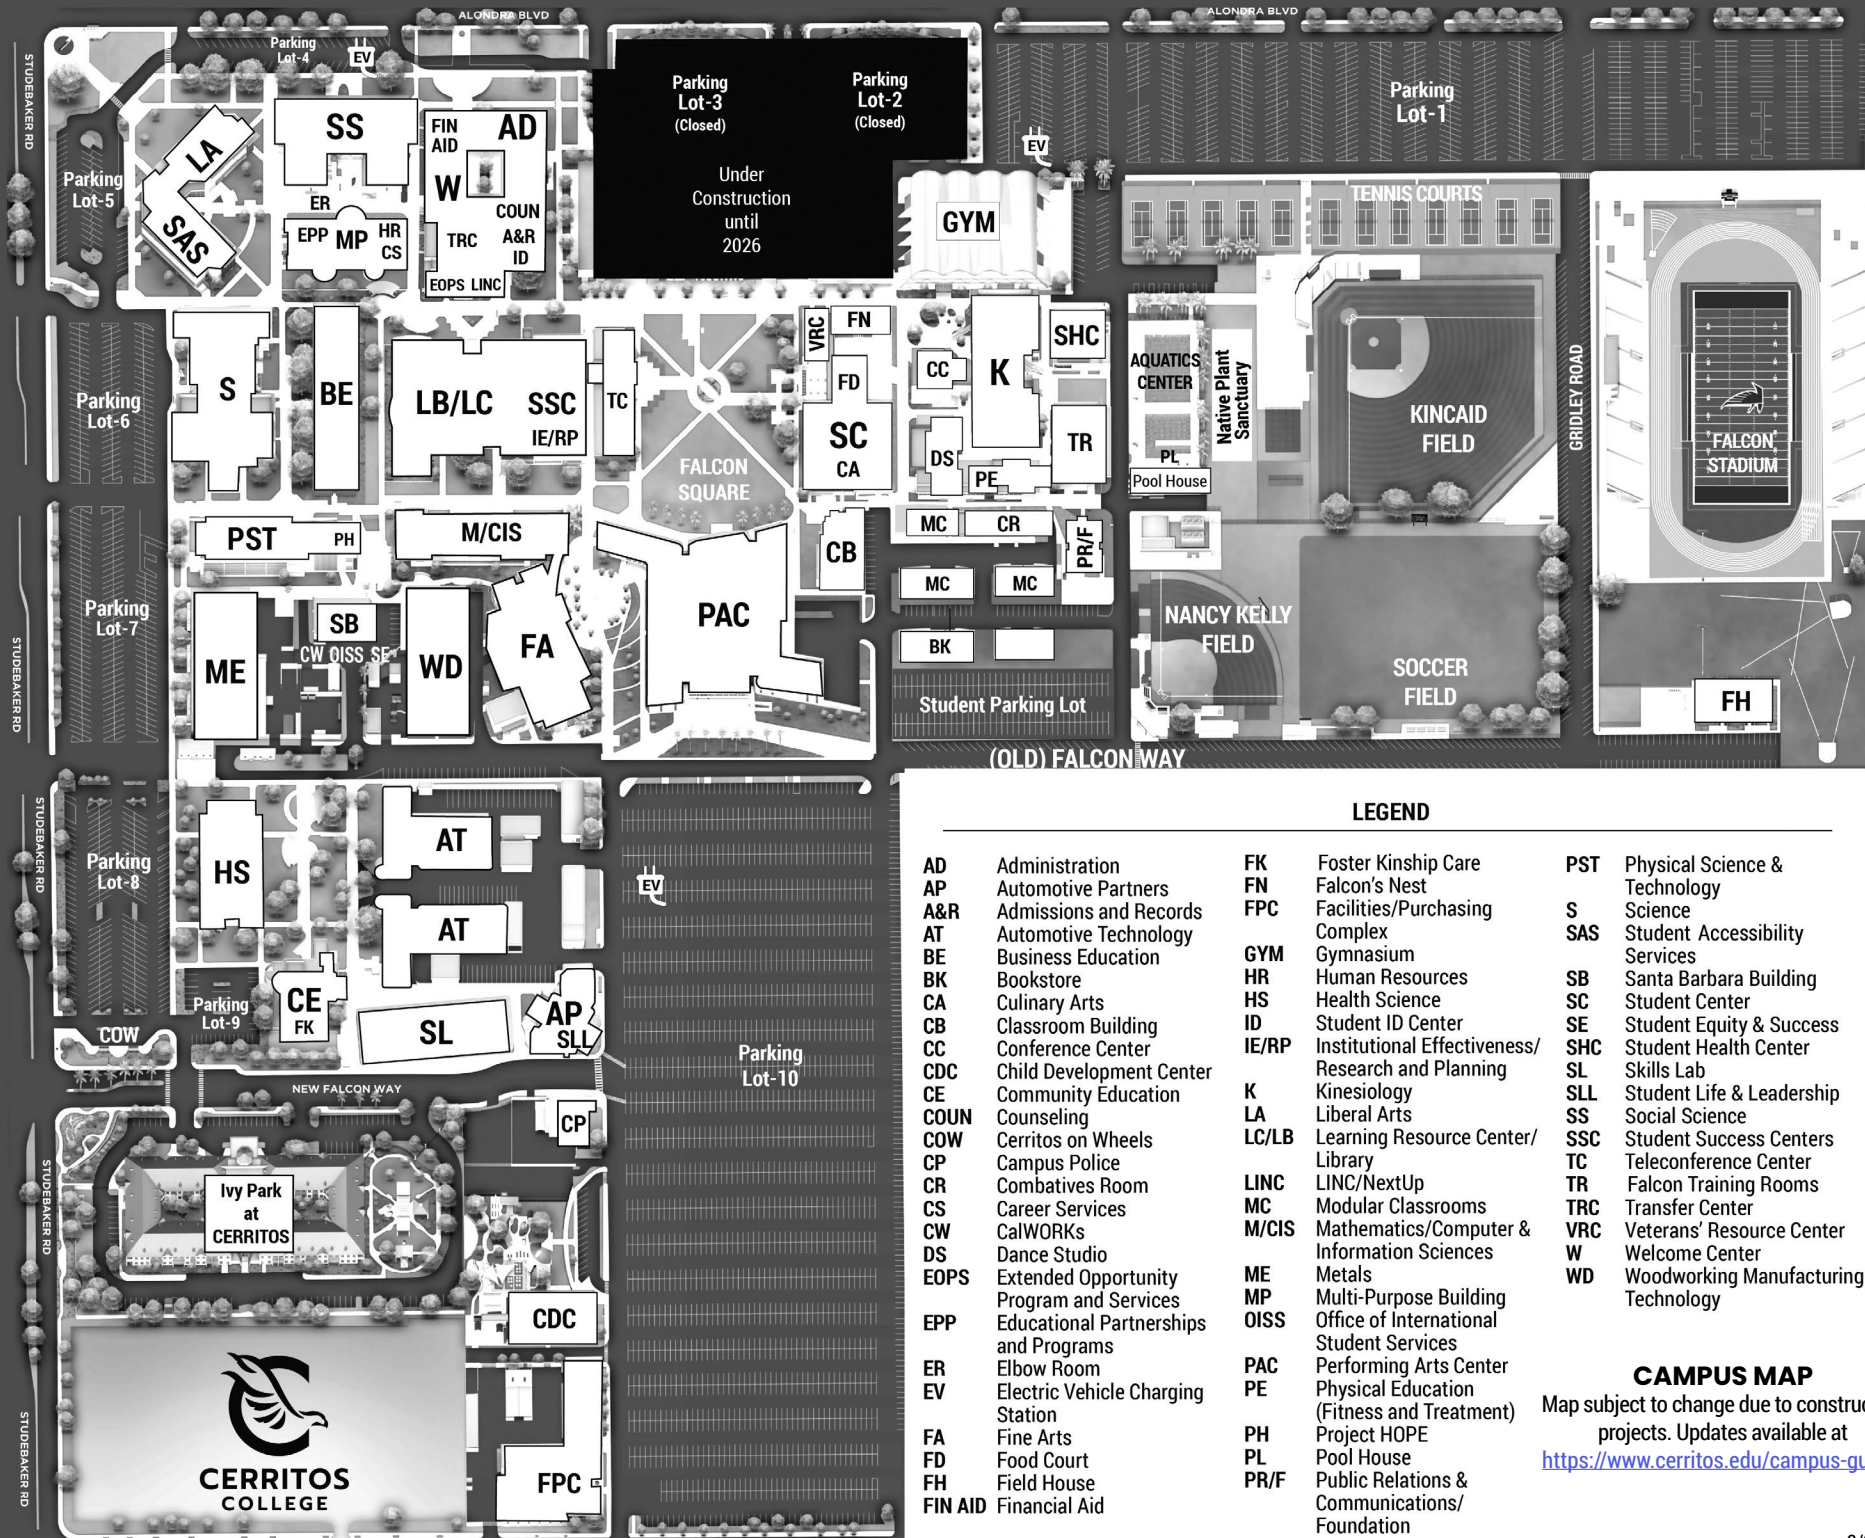 ALONDRA BLVD
ALONDRA BLVD
STUDEBAKER RD
Parking
Lot-4
EV
Parking
Lot-3
(Closed)
Parking
Lot-2
(Closed)
Under
Construction
until
2026
Parking
Lot-1
EV
LA
SAS
SS
FIN
AID
AD
W
COUN
TRC
A&R
ID
EOPS
LINC
Parking
Lot-5
ER
EPP
MP
HR
CS
GYM
TENNIS COURTS
S
BE
LB/LC
SSC
IE/RP
TC
VRC
FN
FD
SC
CA
CC
K
SHC
DS
PE
TR
AQUATICS
CENTER
Native Plant
Sanctuary
PL
Pool House
KINCAID
FIELD
GRIDLEY ROAD
FALCON
STADIUM
Parking
Lot-6
FALCON
SQUARE
PST
PH
M/CIS
CB
MC
CR
PR/F
MC
MC
BK
Student Parking Lot
Parking
Lot-7
STUDEBAKER RD
ME
SB
CW OISS SE
WD
FA
PAC
NANCY KELLY
FIELD
SOCCER
FIELD
FH
(OLD) FALCON WAY
STUDEBAKER RD
Parking
Lot-8
HS
AT
AT
EV
Parking
Lot-9
CE
FK
SL
AP
SLL
COW
Parking
Lot-10
NEW FALCON WAY
STUDEBAKER RD
CP
Ivy Park
at
CERRITOS
CDC
FPC
STUDEBAKER RD
CERRITOS
COLLEGE
LEGEND
AD Administration
AP Automotive Partners
A&R Admissions and Records
AT Automotive Technology
BE Business Education
BK Bookstore
CA Culinary Arts
CB Classroom Building
CC Conference Center
CDC Child Development Center
CE Community Education
COUN Counseling
COW Cerritos on Wheels
CP Campus Police
CR Combatives Room
CS Career Services
CW CalWORKs
DS Dance Studio
EOPS Extended Opportunity
Program and Services
EPP Educational Partnerships
and Programs
ER Elbow Room
EV Electric Vehicle Charging
Station
FA Fine Arts
FD Food Court
FH Field House
FIN AID Financial Aid
FK Foster Kinship Care
FN Falcon's Nest
FPC Facilities/Purchasing
Complex
GYM Gymnasium
HR Human Resources
HS Health Science
ID Student ID Center
IE/RP Institutional Effectiveness/
Research and Planning
K Kinesiology
LA Liberal Arts
LC/LB Learning Resource Center/
Library
LINC LINC/NextUp
MC Modular Classrooms
M/CIS Mathematics/Computer &
Information Sciences
ME Metals
MP Multi-Purpose Building
OISS Office of International
Student Services
PAC Performing Arts Center
PE Physical Education
(Fitness and Treatment)
PH Project HOPE
PL Pool House
PR/F Public Relations &
Communications/
Foundation
PST Physical Science &
Technology
S Science
SAS Student Accessibility
Services
SB Santa Barbara Building
SC Student Center
SE Student Equity & Success
SHC Student Health Center
SL Skills Lab
SLL Student Life & Leadership
SS Social Science
SSC Student Success Centers
TC Teleconference Center
TR Falcon Training Rooms
TRC Transfer Center
VRC Veterans' Resource Center
W Welcome Center
WD Woodworking Manufacturing
Technology
CAMPUS MAP
Map subject to change due to
projects. Updates available at
https://www.cerritos.edu/campus-gu